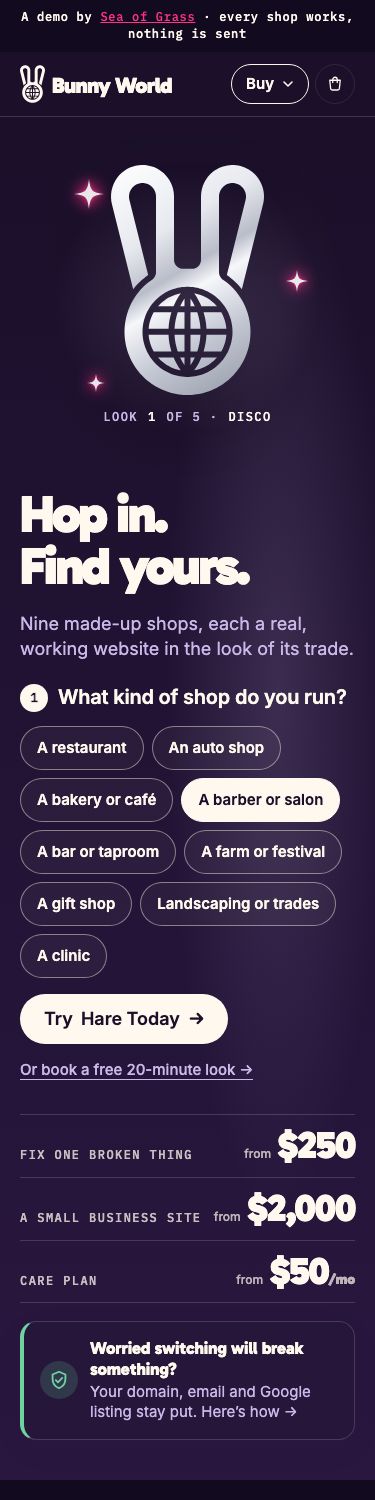 A demo by Sea of Grass · every shop works,
nothing is sent
Bunny World
Buy
LOOK 1 OF 5 · DISCO
Hop in.
Find yours.
Nine made-up shops, each a real,
working website in the look of its trade.
1 What kind of shop do you run?
A restaurant
An auto shop
A bakery or café
A barber or salon
A bar or taproom
A farm or festival
A gift shop
Landscaping or trades
A clinic
Try Hare Today →
Or book a free 20-minute look →
FIX ONE BROKEN THING from $250
A SMALL BUSINESS SITE from $2,000
CARE PLAN from $50/mo
Worried switching will break
something?
Your domain, email and Google
listing stay put. Here’s how →